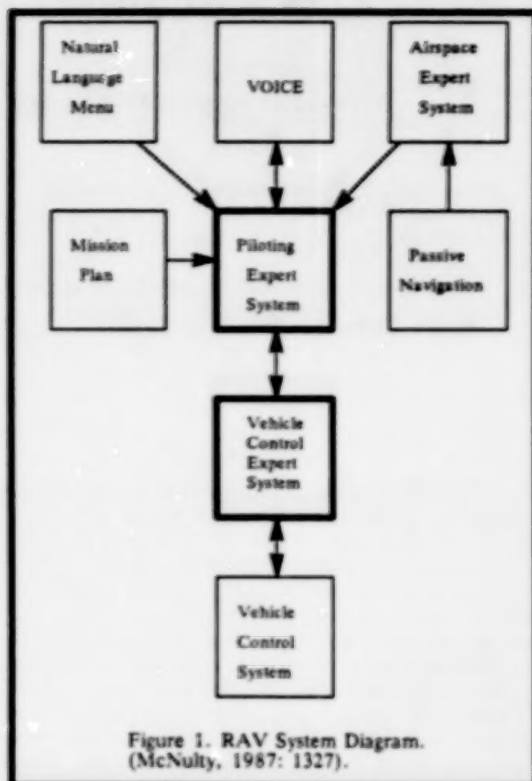 Natural
Language
Menu
VOICE
Airspace
Expert
System
Mission
Plan
Piloting
Expert
System
Passive
Navigation
Vehicle
Control
Expert
System
Vehicle
Control
System
Figure 1. RAV System Diagram.
(McNulty, 1987: 1327).